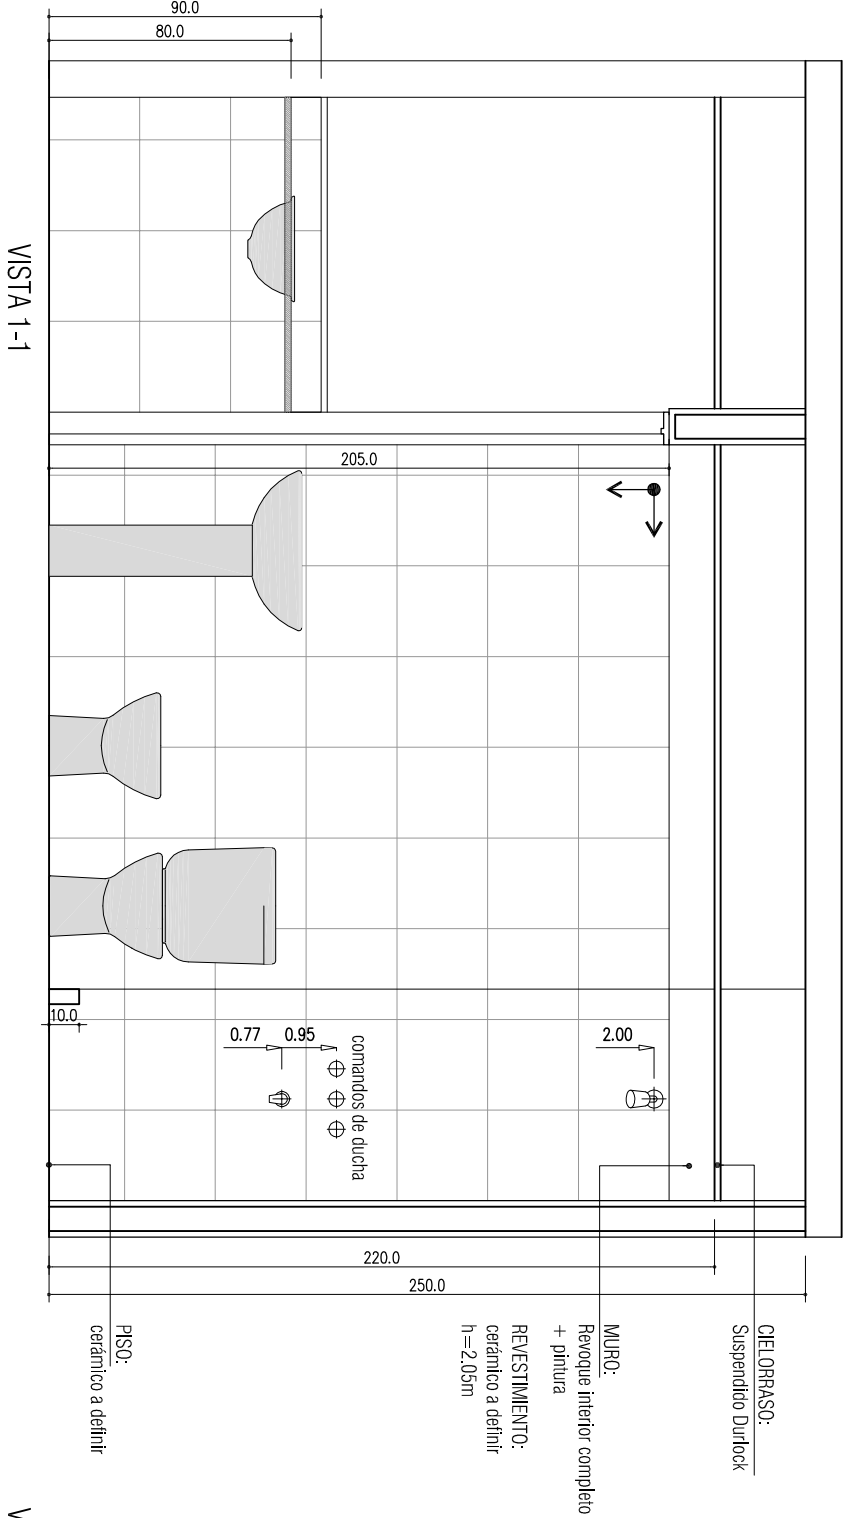 90.0
80.0
205.0
10.0
0.77
0.95
comandos de ducha
2.00
220.0
250.0
CIELORRASO:
Suspendido Durlock
MURO:
Revoque interior completo
+ pintura
REVESTIMIENTO:
cerámico a definir
h=2.05m
PISO:
cerámico a definir
VISTA 1-1
V